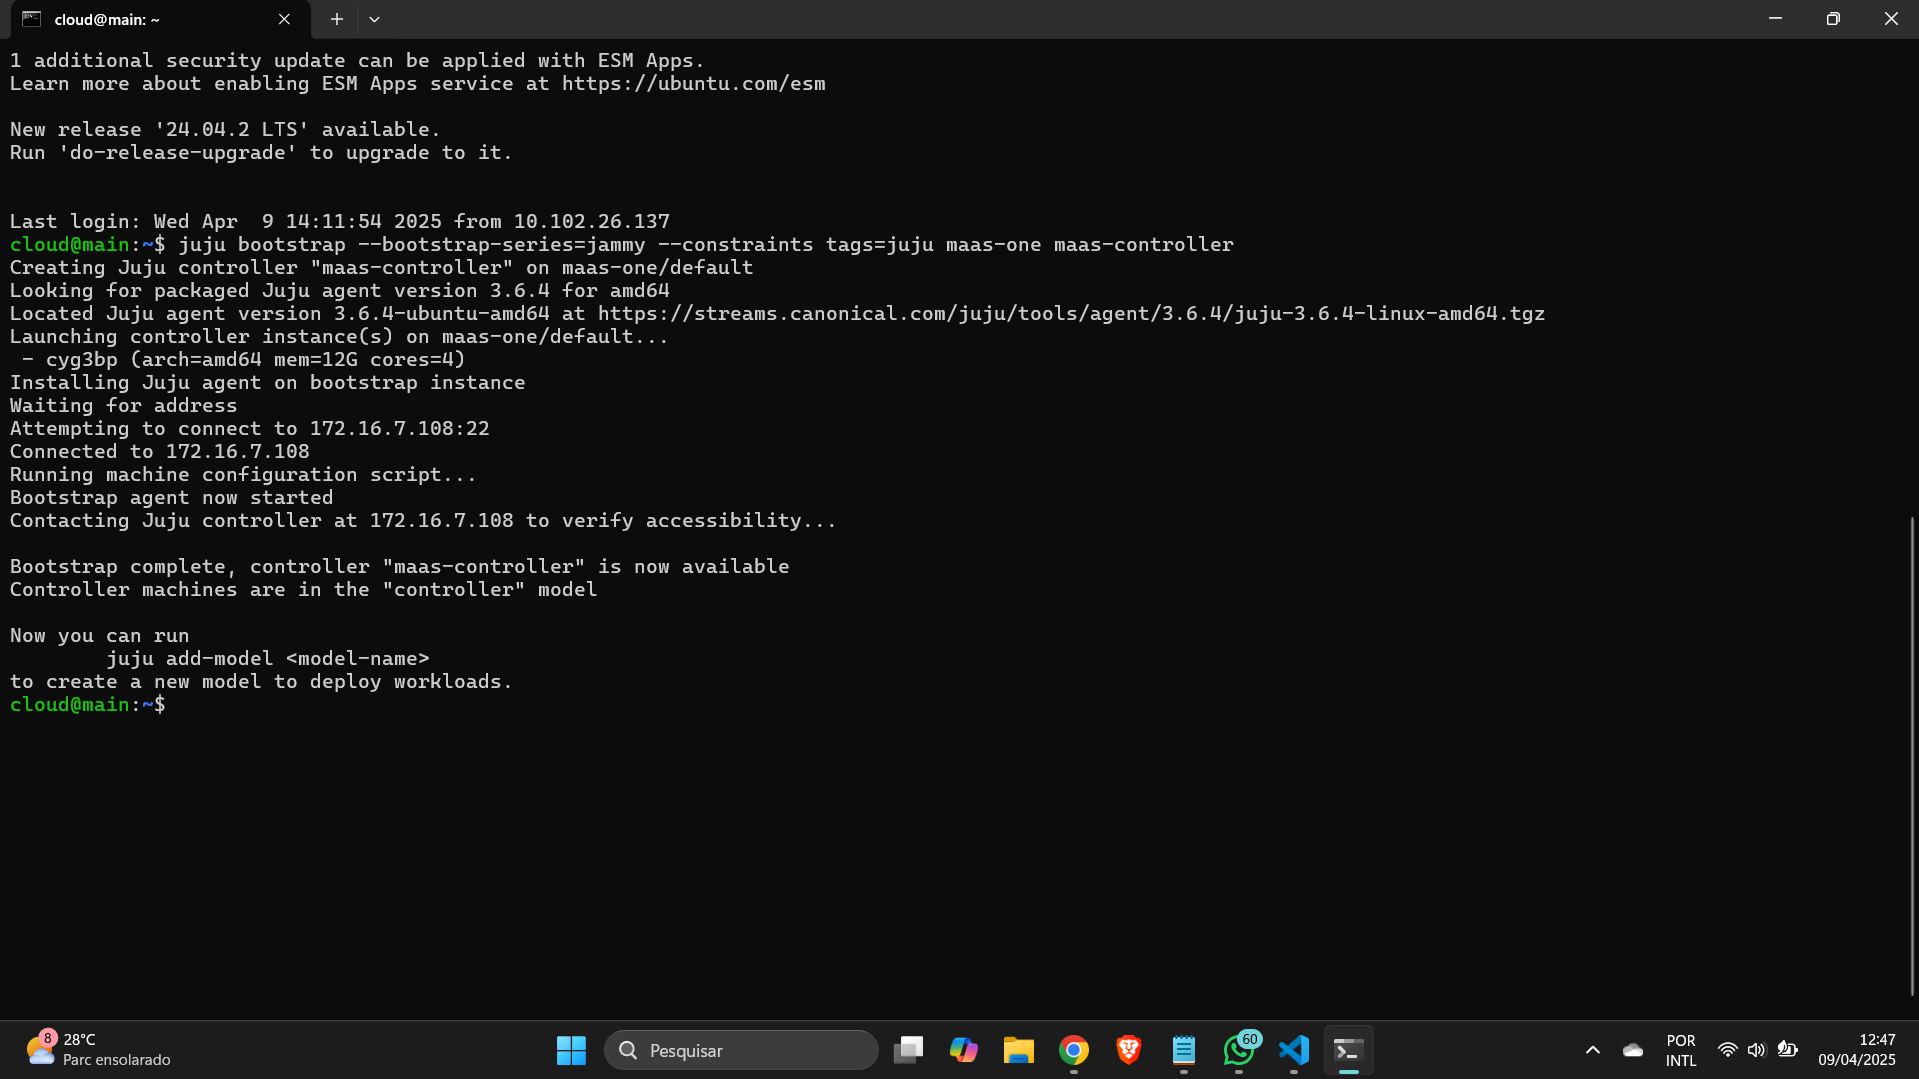 cloud@main: ~
1 additional security update can be applied with ESM Apps.
Learn more about enabling ESM Apps service at https://ubuntu.com/esm
New release '24.04.2 LTS' available.
Run 'do-release-upgrade' to upgrade to it.
Last login: Wed Apr  9 14:11:54 2025 from 10.102.26.137
cloud@main:~$ juju bootstrap --bootstrap-series=jammy --constraints tags=juju maas-one maas-controller
Creating Juju controller "maas-controller" on maas-one/default
Looking for packaged Juju agent version 3.6.4 for amd64
Located Juju agent version 3.6.4-ubuntu-amd64 at https://streams.canonical.com/juju/tools/agent/3.6.4/juju-3.6.4-linux-amd64.tgz
Launching controller instance(s) on maas-one/default...
 - cyg3bp (arch=amd64 mem=12G cores=4)
Installing Juju agent on bootstrap instance
Waiting for address
Attempting to connect to 172.16.7.108:22
Connected to 172.16.7.108
Running machine configuration script...
Bootstrap agent now started
Contacting Juju controller at 172.16.7.108 to verify accessibility...
Bootstrap complete, controller "maas-controller" is now available
Controller machines are in the "controller" model
Now you can run
        juju add-model <model-name>
to create a new model to deploy workloads.
cloud@main:~$
8
28°C
Parc ensolarado
Pesquisar
60
POR
INTL
12:47
09/04/2025